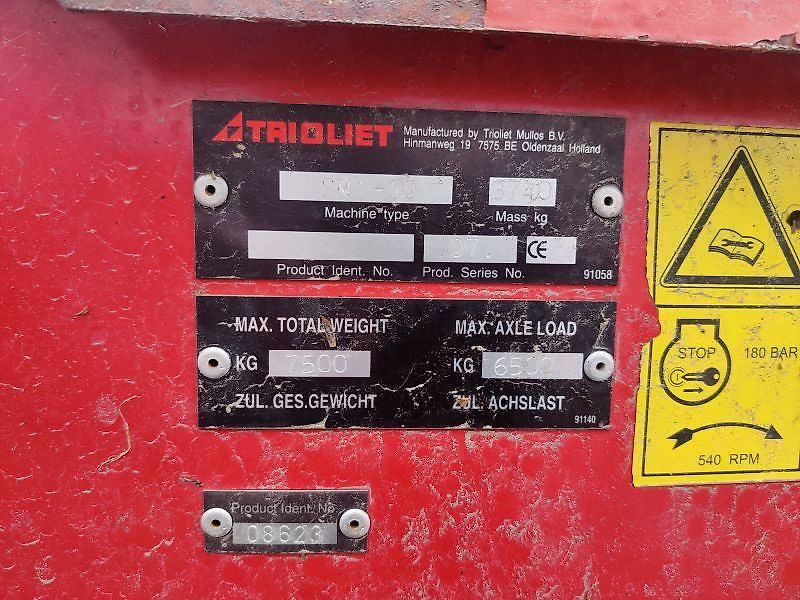 TRIOLIET Manufactured by Trioliet Mullos B.V.
Hinmanweg 19 7575 BE Oldenzaal Holland
3740
Machine type Mass kg
07 CE
Product Ident. No. Prod. Series No. 91058
MAX. TOTAL WEIGHT MAX. AXLE LOAD
KG 7500 KG 6500
ZUL. GES.GEWICHT ZUL. ACHSLAST
91140
Product Ident. No
08623
STOP 180 BAR
540 RPM